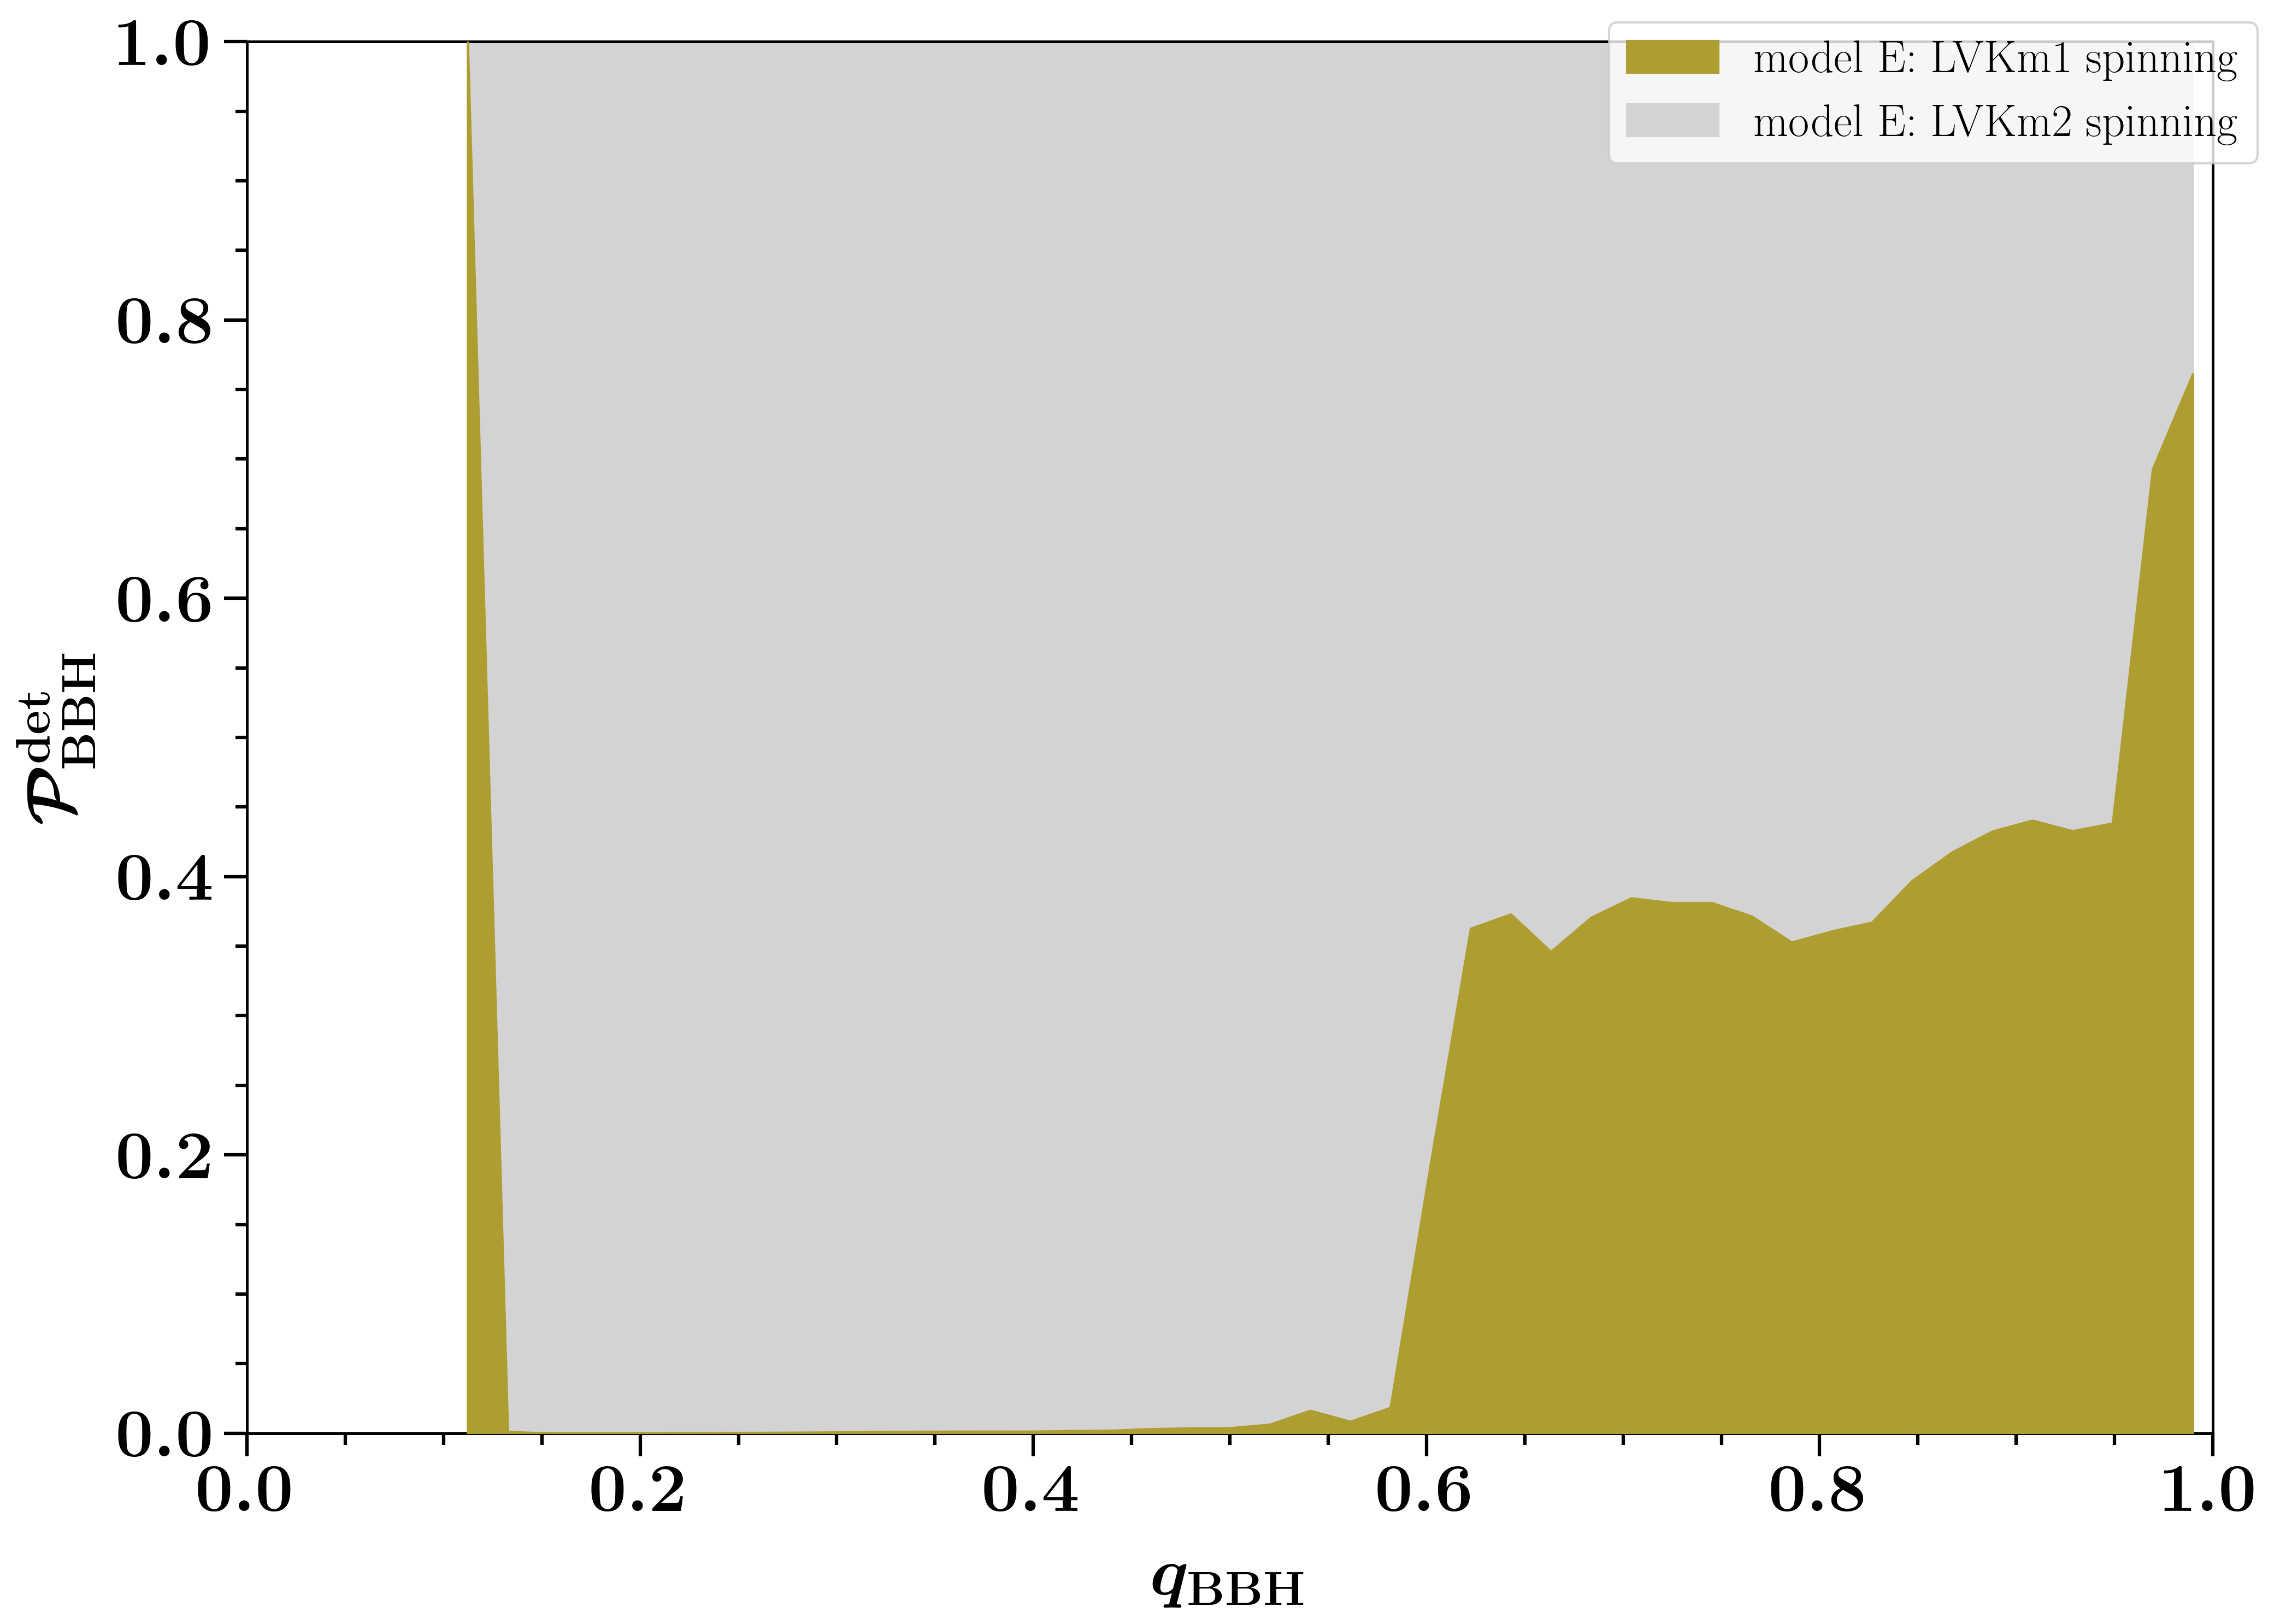 model E: LVKm1 spinning
model E: LVKm2 spinning
1.0
0.8
0.6
0.4
0.2
0.0
𝓟^det_BBH
0.0 0.2 0.4 0.6 0.8 1.0
q_BBH